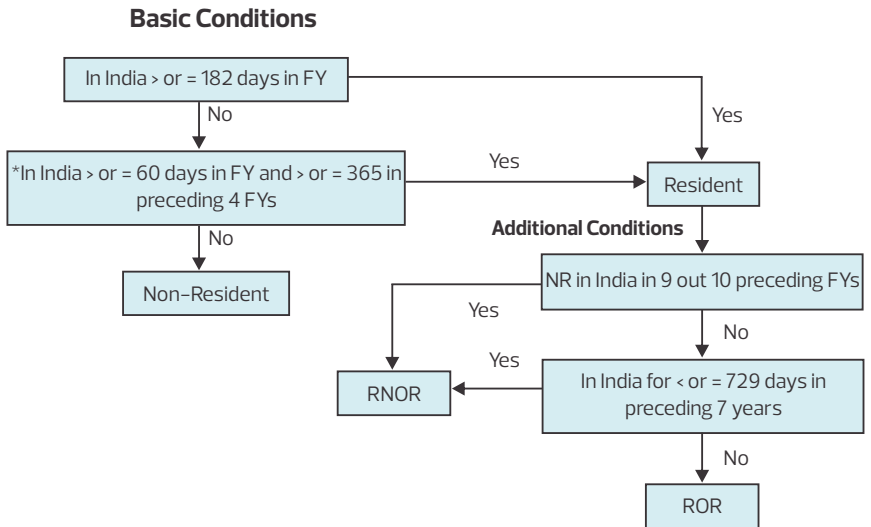 Basic Conditions
In India > or = 182 days in FY
No
Yes
*In India > or = 60 days in FY and > or = 365 in
preceding 4 FYs
Yes
Resident
No
Additional Conditions
Non-Resident
NR in India in 9 out 10 preceding FYs
Yes
No
RNOR
Yes
In India for < or = 729 days in
preceding 7 years
No
ROR